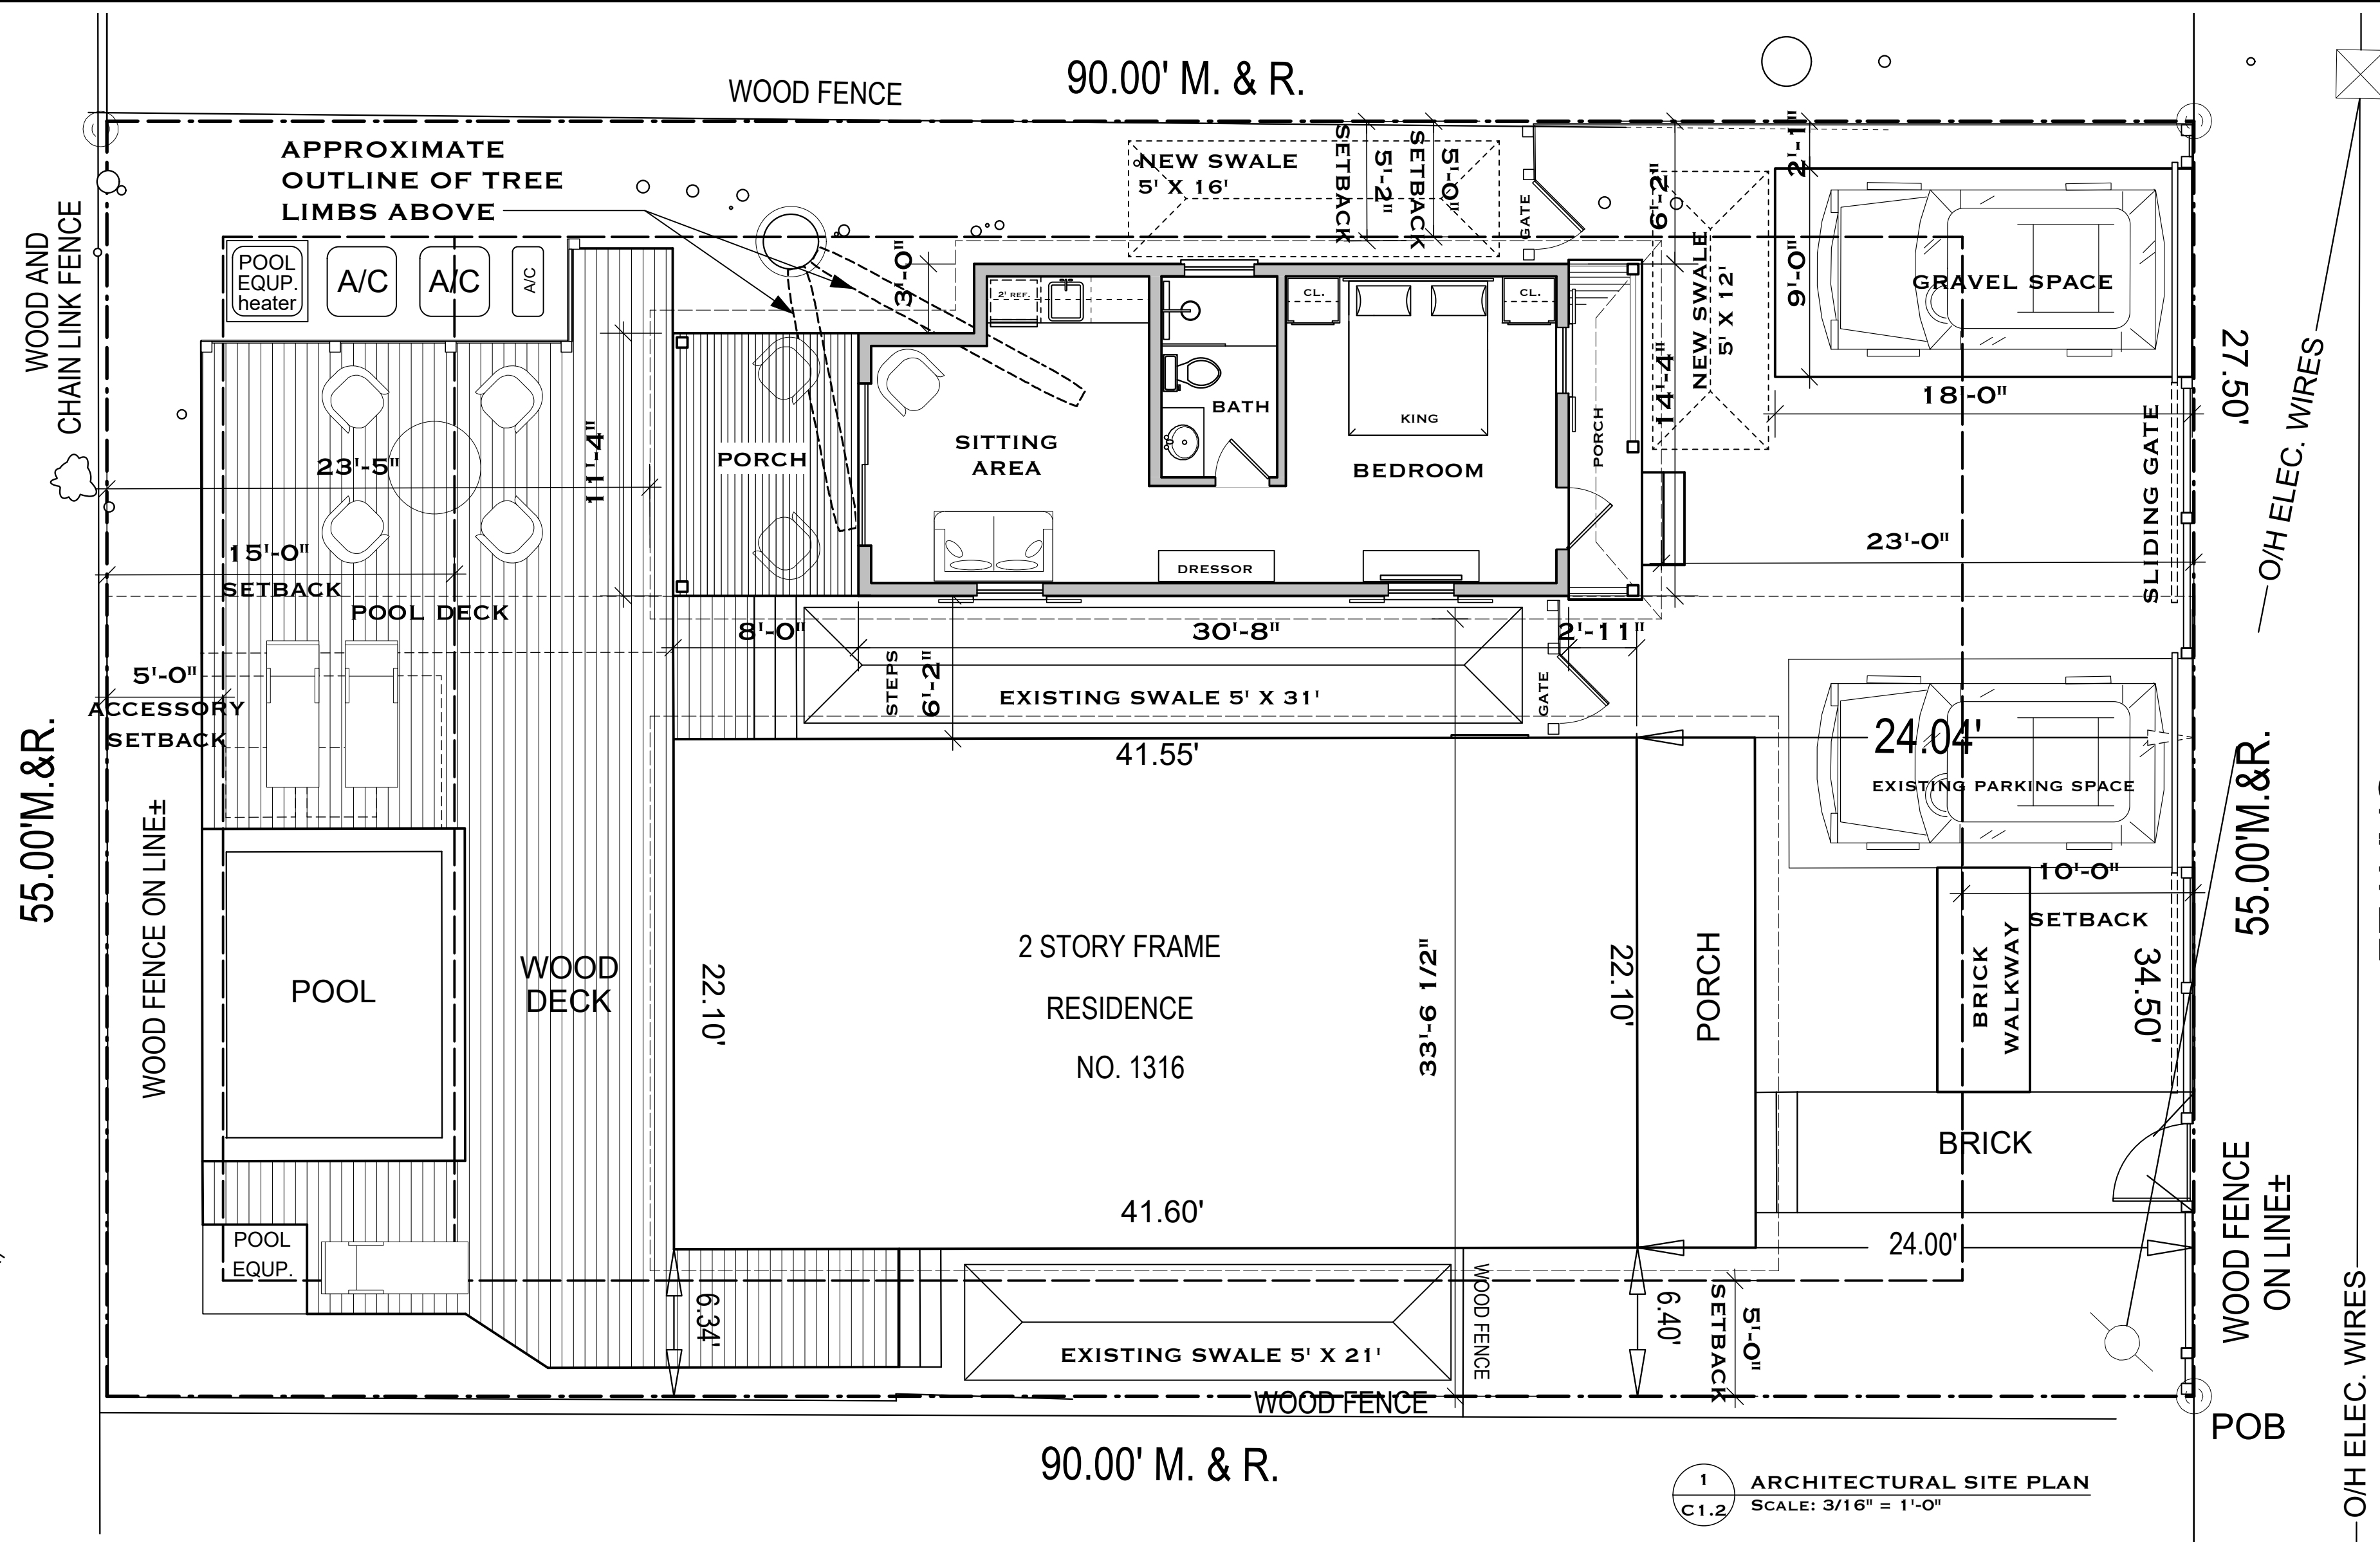 90.00' M. & R.
WOOD FENCE
APPROXIMATE
OUTLINE OF TREE
LIMBS ABOVE
NEW SWALE
5' X 16'
SETBACK
5'-2"
SETBACK
5'-0"
GATE
6'-2"
2'-1"
WOOD AND
CHAIN LINK FENCE
POOL
EQUP.
heater
A/C
A/C
A/C
3'-0"
2' REF.
CL.
CL.
NEW SWALE
5' X 12'
9'-0"
GRAVEL SPACE
27.50'
O/H ELEC. WIRES
18'-0"
14'-4"
BATH
KING
PORCH
SITTING
AREA
BEDROOM
PORCH
11'-4"
23'-5"
SLIDING GATE
23'-0"
15'-0"
SETBACK
POOL DECK
DRESSOR
8'-0"
30'-8"
2'-11"
5'-0"
ACCESSORY
SETBACK
STEPS
6'-2"
EXISTING SWALE 5' X 31'
GATE
55.00'M.&R.
41.55'
24.04'
EXISTING PARKING SPACE
55.00'M.&R.
WOOD FENCE ON LINE±
10'-0"
SETBACK
POOL
WOOD
DECK
22.10'
2 STORY FRAME
RESIDENCE
NO. 1316
33'-6 1/2"
22.10'
PORCH
BRICK
WALKWAY
34.50'
BRICK
WOOD FENCE
ON LINE±
41.60'
24.00'
POOL
EQUP.
6.34'
EXISTING SWALE 5' X 21'
WOOD FENCE
6.40'
SETBACK
5'-0"
WOOD FENCE
POB
O/H ELEC. WIRES
90.00' M. & R.
1
C1.2
ARCHITECTURAL SITE PLAN
SCALE: 3/16" = 1'-0"